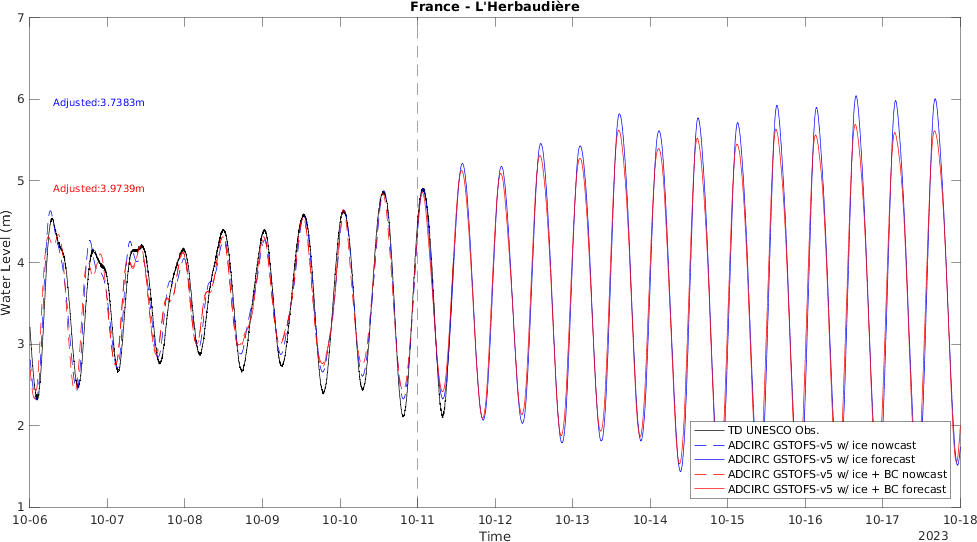 France - L'Herbaudière
7
6
5
4
3
2
1
Water Level (m)
Adjusted:3.7383m
Adjusted:3.9739m
TD UNESCO Obs.
ADCIRC GSTOFS-v5 w/ ice nowcast
ADCIRC GSTOFS-v5 w/ ice forecast
ADCIRC GSTOFS-v5 w/ ice + BC nowcast
ADCIRC GSTOFS-v5 w/ ice + BC forecast
10-06 10-07 10-08 10-09 10-10 10-11 10-12 10-13 10-14 10-15 10-16 10-17 10-18
Time
2023